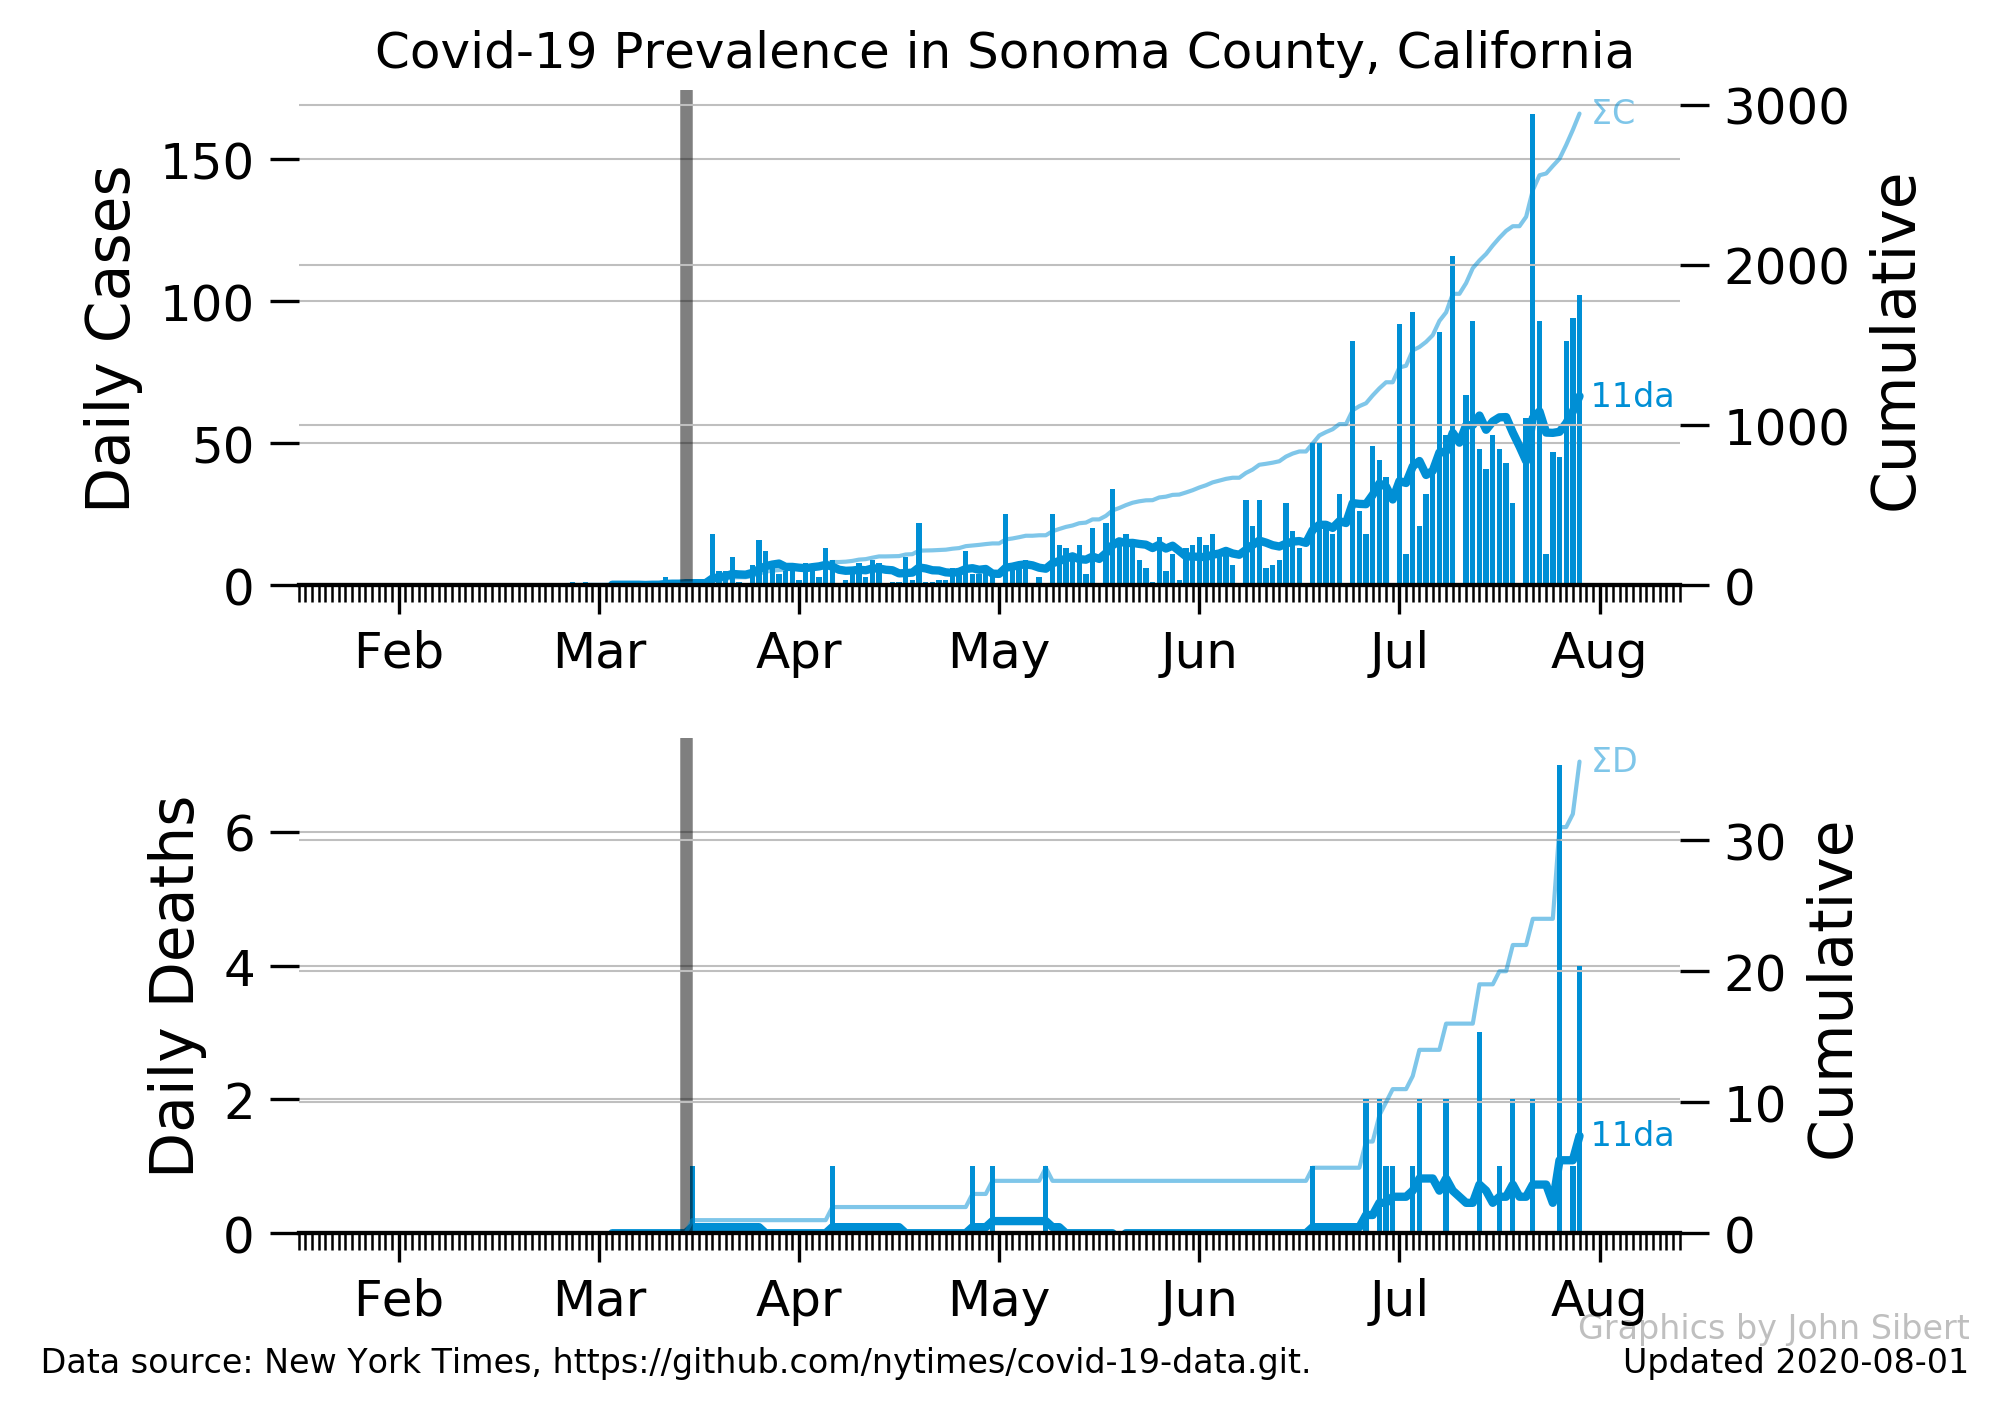 Covid-19 Prevalence in Sonoma County, California
Daily Cases
150
100
50
0
3000
2000
1000
0
Cumulative
ΣC
11da
Feb Mar Apr May Jun Jul Aug
Daily Deaths
6
4
2
0
30
20
10
0
Cumulative
ΣD
11da
Feb Mar Apr May Jun Jul Aug
Graphics by John Sibert
Data source: New York Times, https://github.com/nytimes/covid-19-data.git.
Updated 2020-08-01